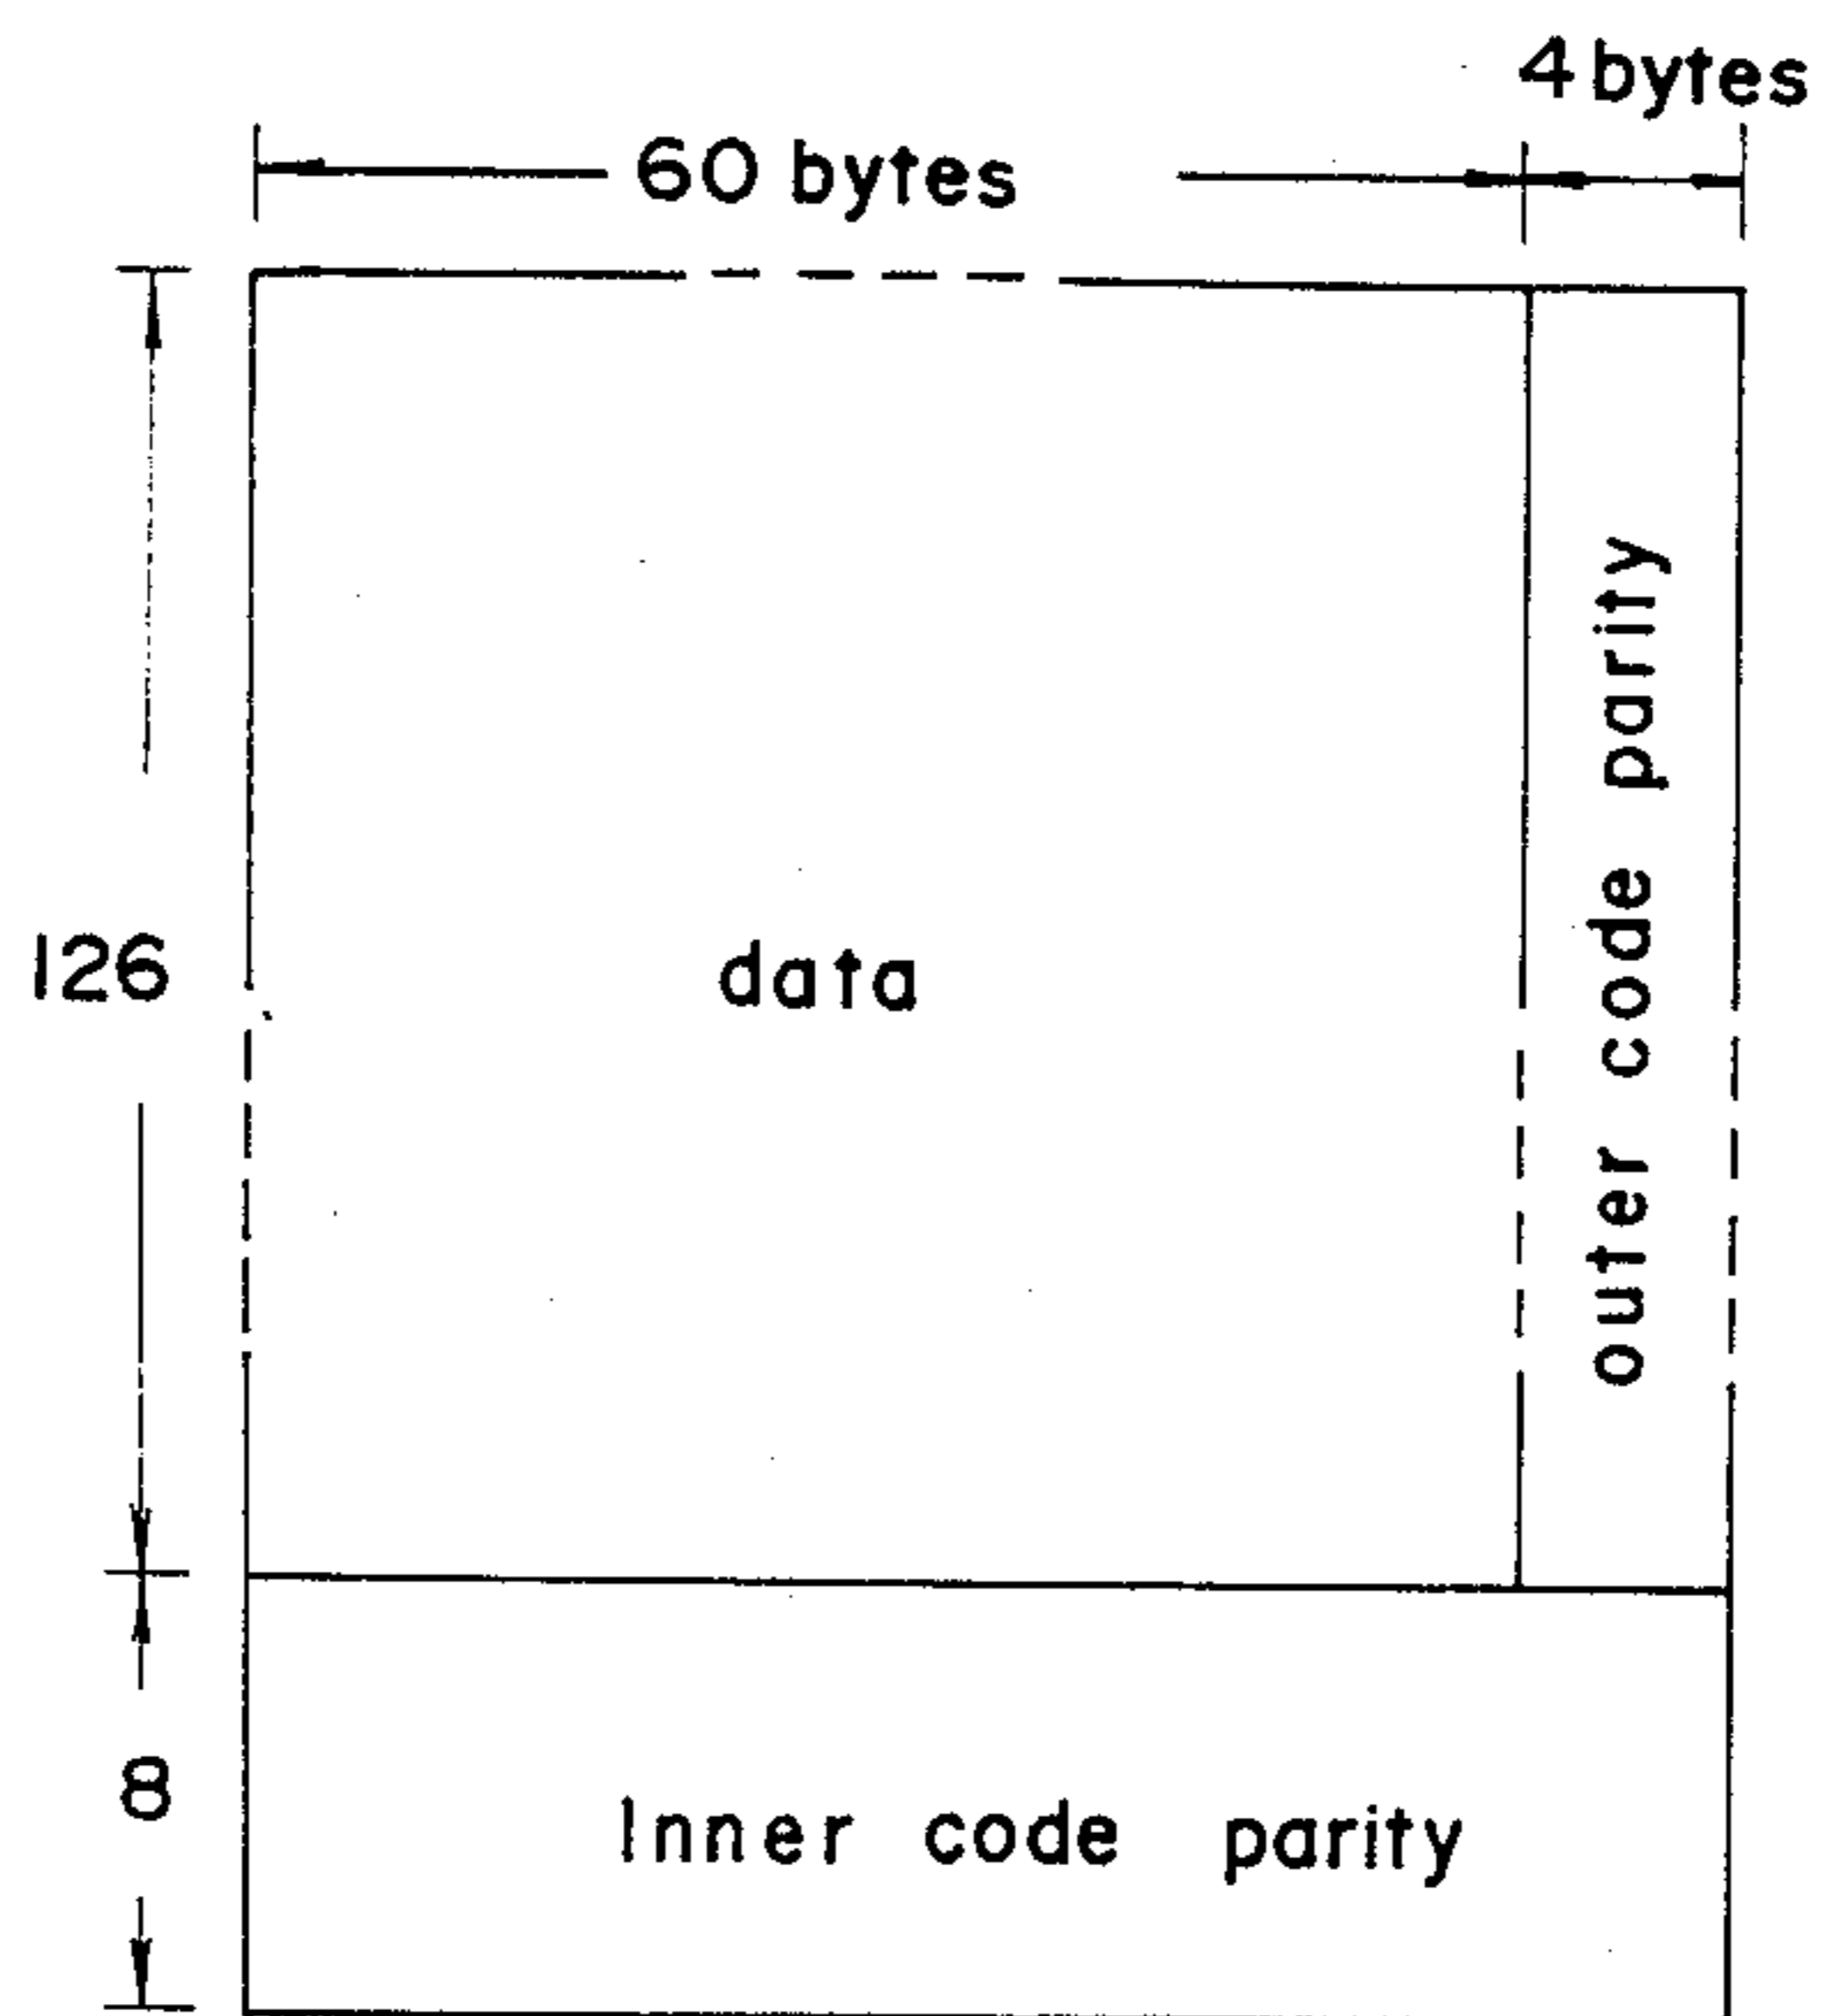 4 bytes
60 bytes
126
data
outer code parity
8
Inner code parity